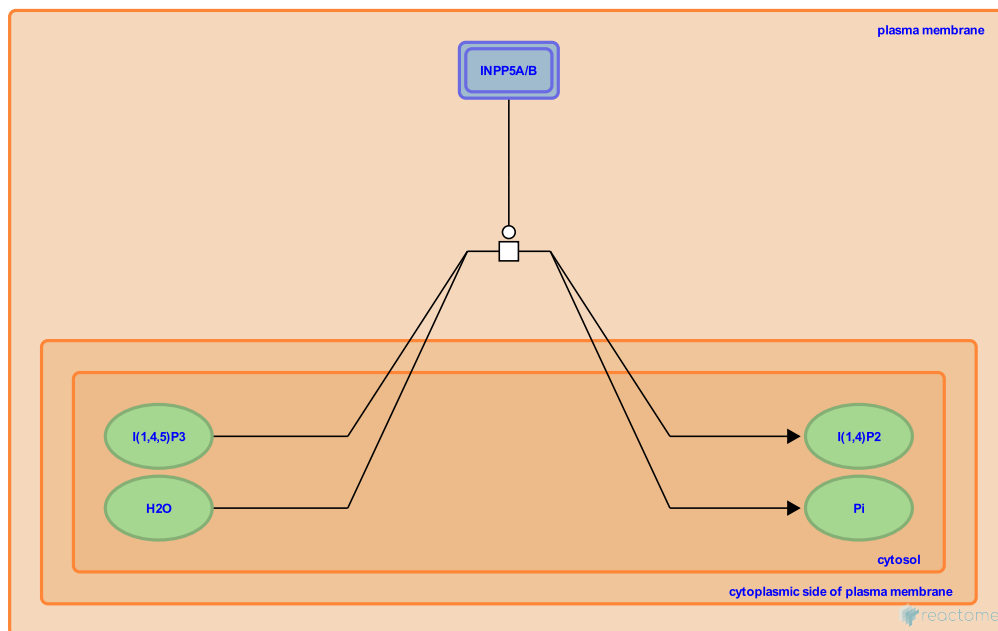 plasma membrane
INPP5A/B
I(1,4,5)P3
I(1,4)P2
H2O
Pi
cytosol
cytoplasmic side of plasma membrane
reactome